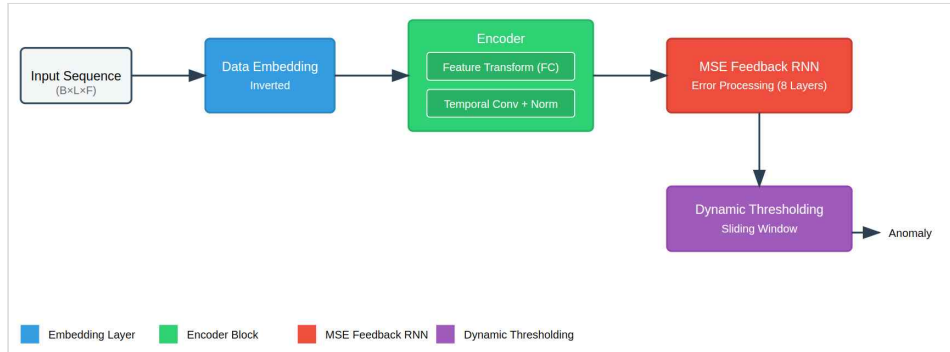 Input Sequence
(B×L×F)
Data Embedding
Inverted
Encoder
Feature Transform (FC)
Temporal Conv + Norm
MSE Feedback RNN
Error Processing (8 Layers)
Dynamic Thresholding
Sliding Window
Anomaly
Embedding Layer
Encoder Block
MSE Feedback RNN
Dynamic Thresholding